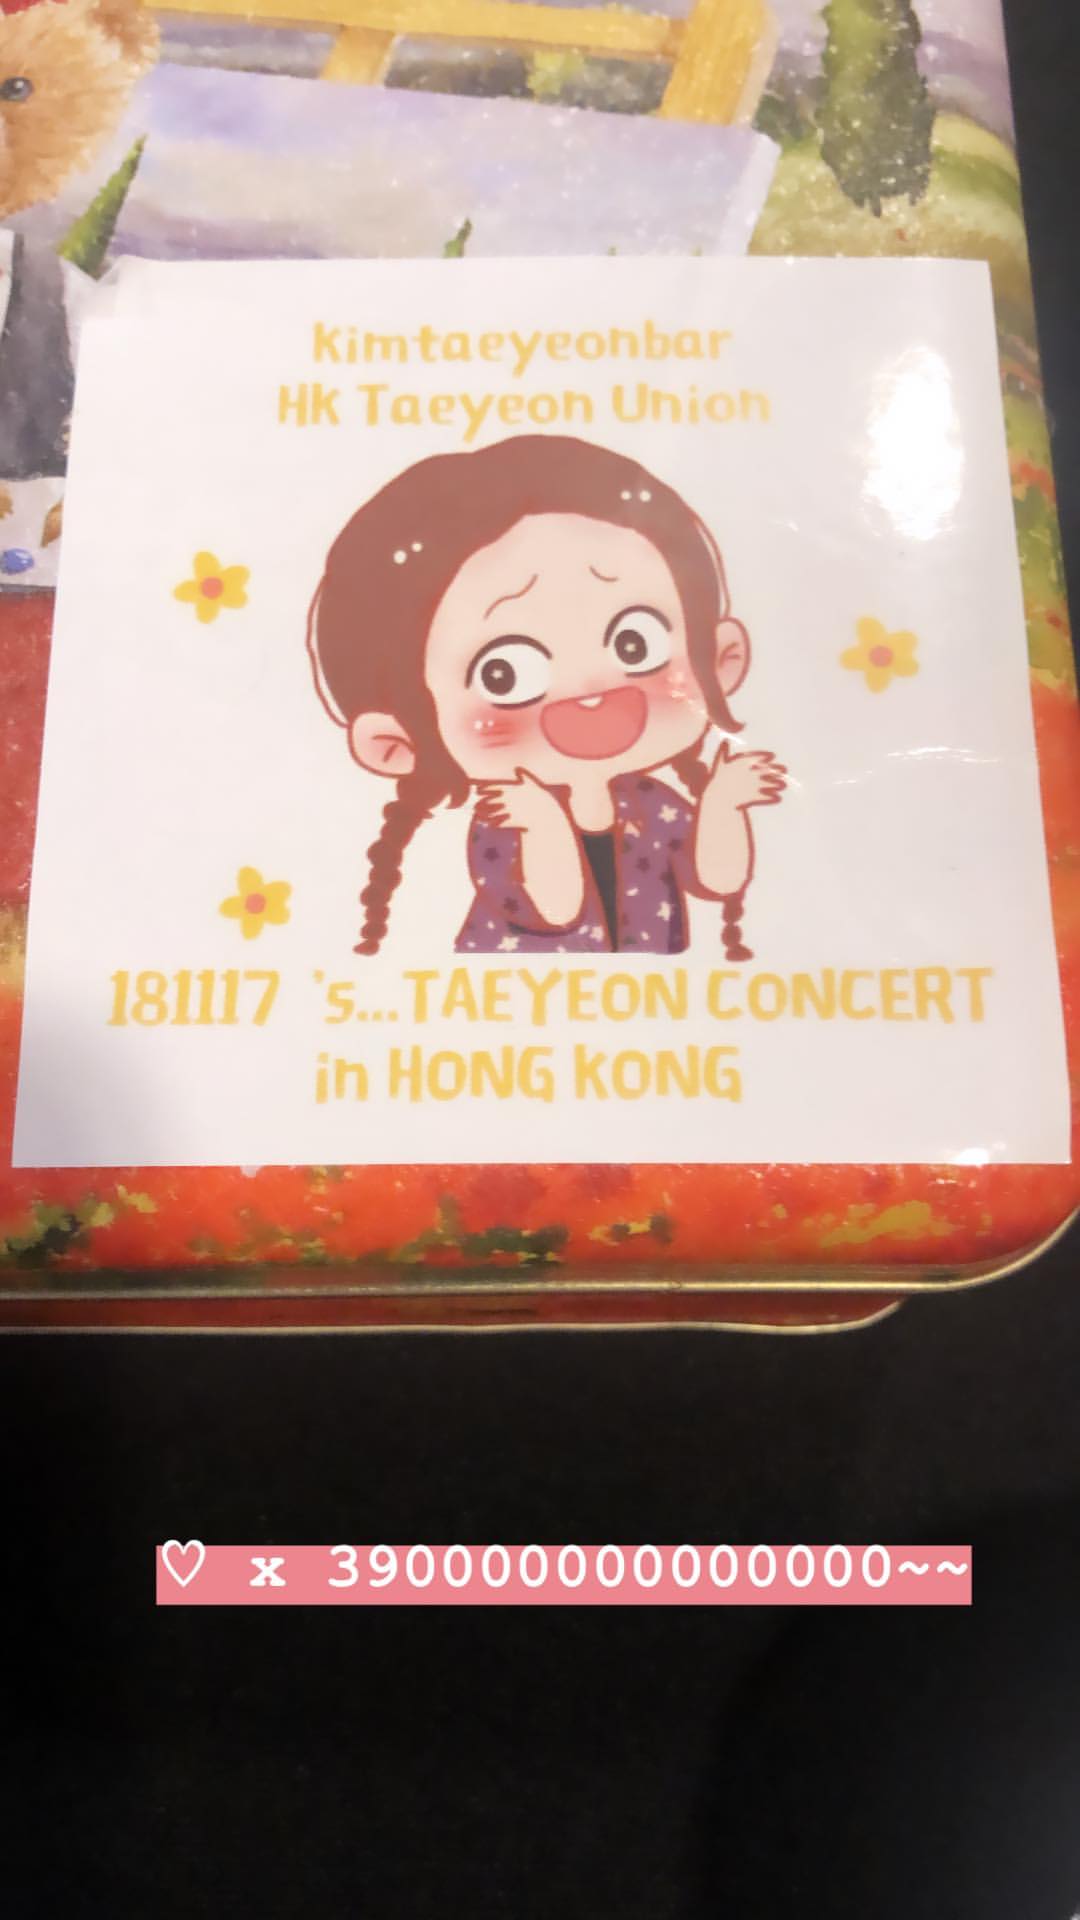 kimtaeyeonbar
HK Taeyeon Union
181117 's...TAEYEON CONCERT
in HONG KONG
♡ x 39000000000000000~~